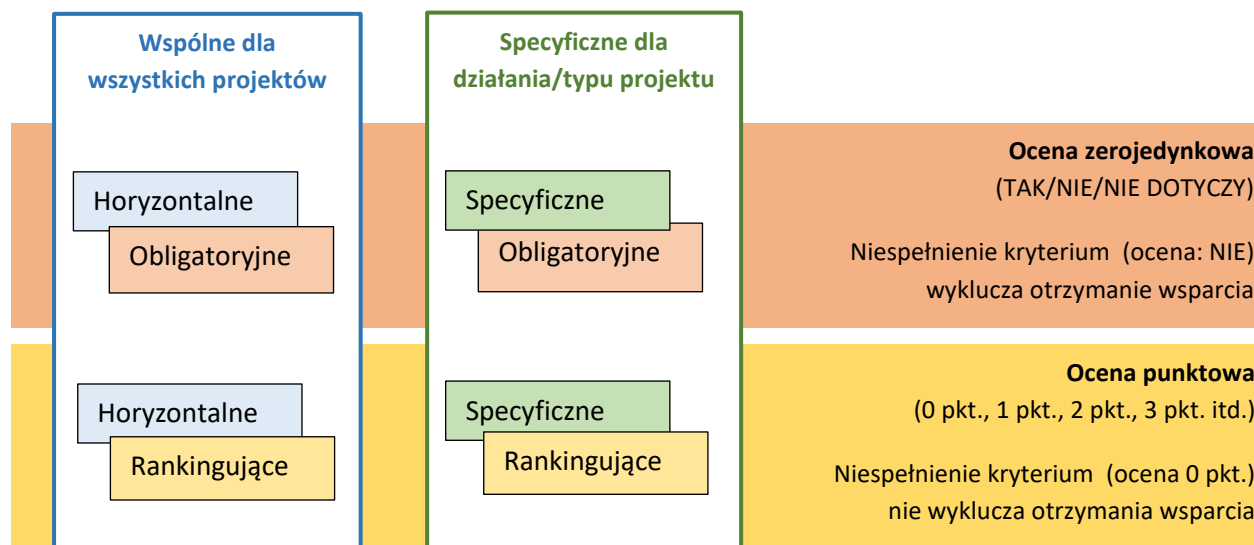 Wspólne dla
wszystkich projektów
Specyficzne dla
działania/typu projektu
Horyzontalne
Obligatoryjne
Specyficzne
Obligatoryjne
Ocena zerojedynkowa
(TAK/NIE/NIE DOTYCZY)
Niespełnienie kryterium (ocena: NIE)
wyklucza otrzymanie wsparcia
Horyzontalne
Rankingujące
Specyficzne
Rankingujące
Ocena punktowa
(0 pkt., 1 pkt., 2 pkt., 3 pkt. itd.)
Niespełnienie kryterium (ocena 0 pkt.)
nie wyklucza otrzymania wsparcia